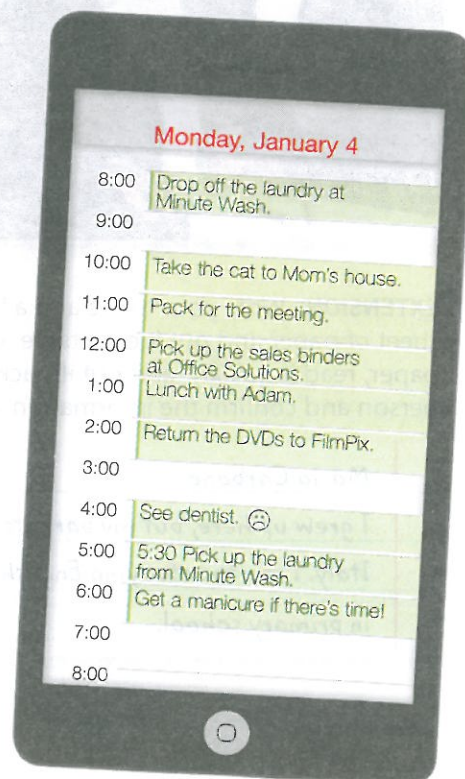 Monday, January 4
8:00 Drop off the laundry at
Minute Wash.
9:00
10:00 Take the cat to Mom's house.
11:00 Pack for the meeting.
12:00 Pick up the sales binders
at Office Solutions.
1:00 Lunch with Adam.
2:00 Return the DVDs to FilmPix.
3:00
4:00 See dentist. ☹
5:00 5:30 Pick up the laundry
from Minute Wash.
6:00 Get a manicure if there's time!
7:00
8:00